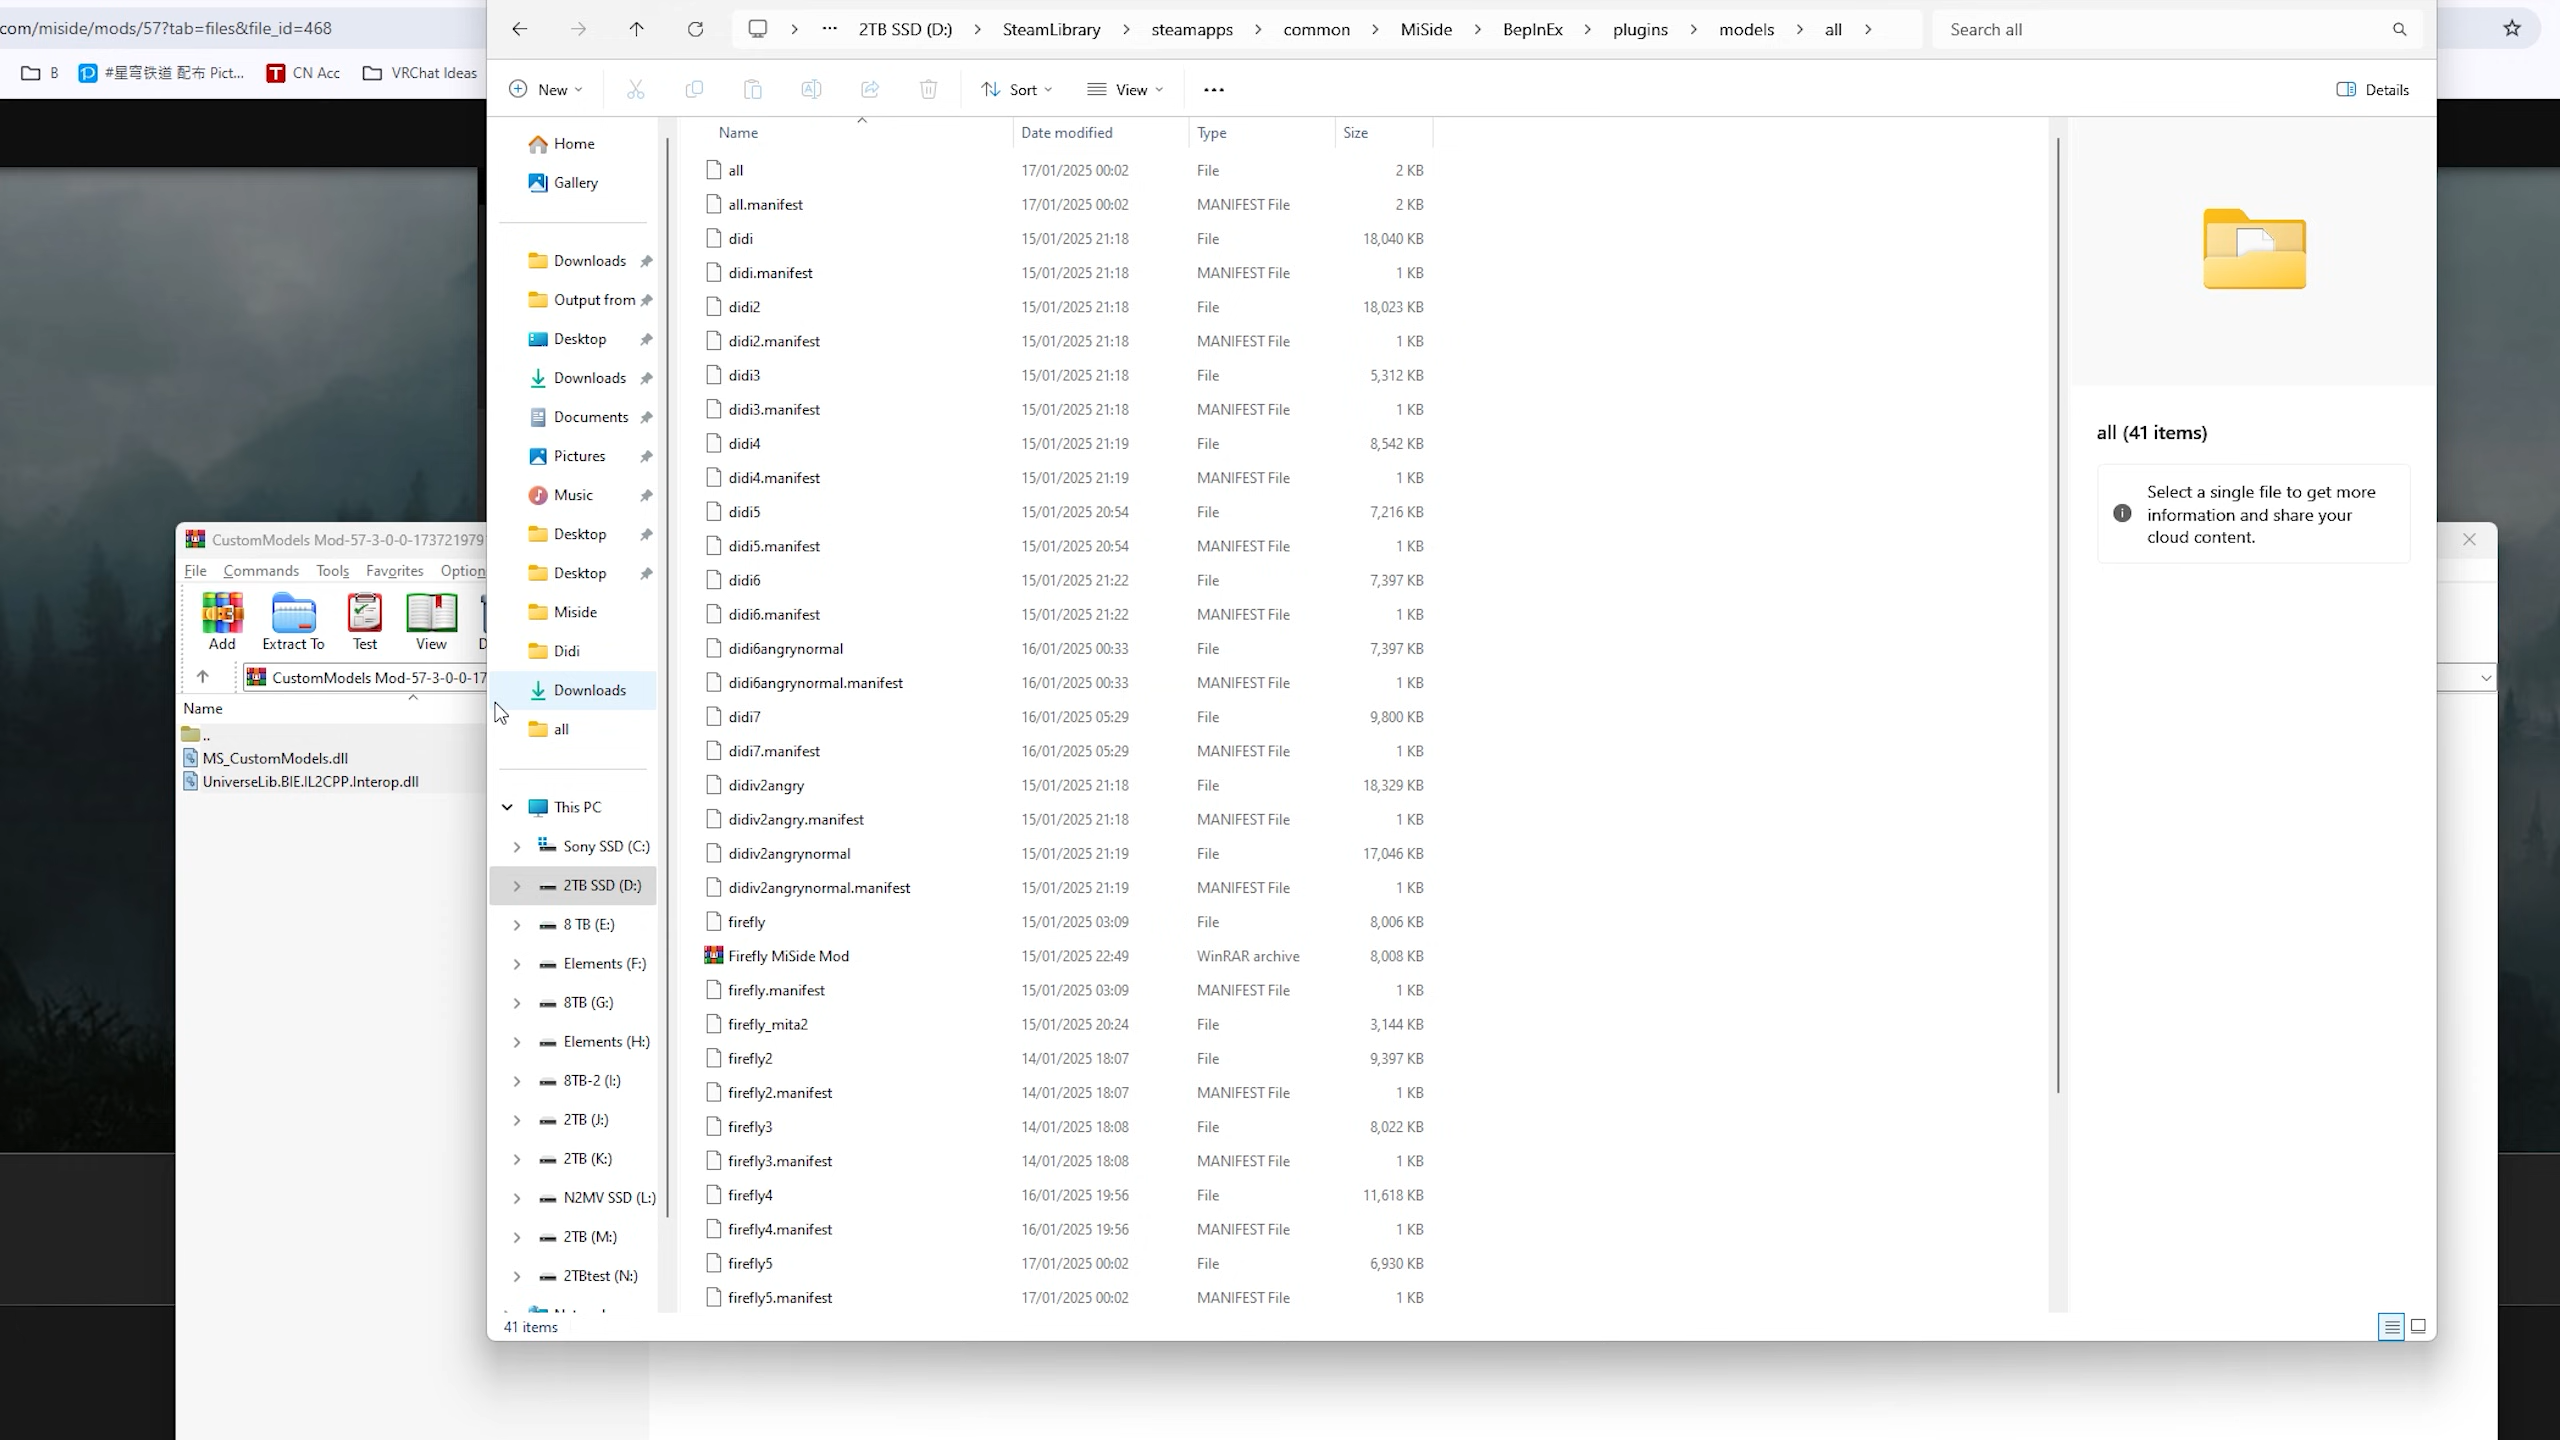 com/miside/mods/57?tab=files&file_id=468
B
#星穹铁道 配布 Pict...
CN Acc
VRChat Ideas
2TB SSD (D:) > SteamLibrary > steamapps > common > MiSide > BepInEx > plugins > models > all >
Search all
New
Sort
View
Details
Home
Gallery
Downloads
Output from
Desktop
Downloads
Documents
Pictures
Music
Desktop
Desktop
Miside
Didi
Downloads
all
This PC
Sony SSD (C:)
2TB SSD (D:)
8 TB (E:)
Elements (F:)
8TB (G:)
Elements (H:)
8TB-2 (I:)
2TB (J:)
2TB (K:)
N2MV SSD (L:)
2TB (M:)
2TBtest (N:)
Name Date modified Type Size
all 17/01/2025 00:02 File 2 KB
all.manifest 17/01/2025 00:02 MANIFEST File 2 KB
didi 15/01/2025 21:18 File 18,040 KB
didi.manifest 15/01/2025 21:18 MANIFEST File 1 KB
didi2 15/01/2025 21:18 File 18,023 KB
didi2.manifest 15/01/2025 21:18 MANIFEST File 1 KB
didi3 15/01/2025 21:18 File 5,312 KB
didi3.manifest 15/01/2025 21:18 MANIFEST File 1 KB
didi4 15/01/2025 21:19 File 8,542 KB
didi4.manifest 15/01/2025 21:19 MANIFEST File 1 KB
didi5 15/01/2025 20:54 File 7,216 KB
didi5.manifest 15/01/2025 20:54 MANIFEST File 1 KB
didi6 15/01/2025 21:22 File 7,397 KB
didi6.manifest 15/01/2025 21:22 MANIFEST File 1 KB
didi6angrynormal 16/01/2025 00:33 File 7,397 KB
didi6angrynormal.manifest 16/01/2025 00:33 MANIFEST File 1 KB
didi7 16/01/2025 05:29 File 9,800 KB
didi7.manifest 16/01/2025 05:29 MANIFEST File 1 KB
didiv2angry 15/01/2025 21:18 File 18,329 KB
didiv2angry.manifest 15/01/2025 21:18 MANIFEST File 1 KB
didiv2angrynormal 15/01/2025 21:19 File 17,046 KB
didiv2angrynormal.manifest 15/01/2025 21:19 MANIFEST File 1 KB
firefly 15/01/2025 03:09 File 8,006 KB
Firefly MiSide Mod 15/01/2025 22:49 WinRAR archive 8,008 KB
firefly.manifest 15/01/2025 03:09 MANIFEST File 1 KB
firefly_mita2 15/01/2025 20:24 File 3,144 KB
firefly2 14/01/2025 18:07 File 9,397 KB
firefly2.manifest 14/01/2025 18:07 MANIFEST File 1 KB
firefly3 14/01/2025 18:08 File 8,022 KB
firefly3.manifest 14/01/2025 18:08 MANIFEST File 1 KB
firefly4 16/01/2025 19:56 File 11,618 KB
firefly4.manifest 16/01/2025 19:56 MANIFEST File 1 KB
firefly5 17/01/2025 00:02 File 6,930 KB
firefly5.manifest 17/01/2025 00:02 MANIFEST File 1 KB
41 items
all (41 items)
Select a single file to get more
information and share your
cloud content.
CustomModels Mod-57-3-0-0-173721979
File Commands Tools Favorites Option
Add Extract To Test View
CustomModels Mod-57-3-0-0-17
Name
..
MS_CustomModels.dll
UniverseLib.BIE.IL2CPP.Interop.dll